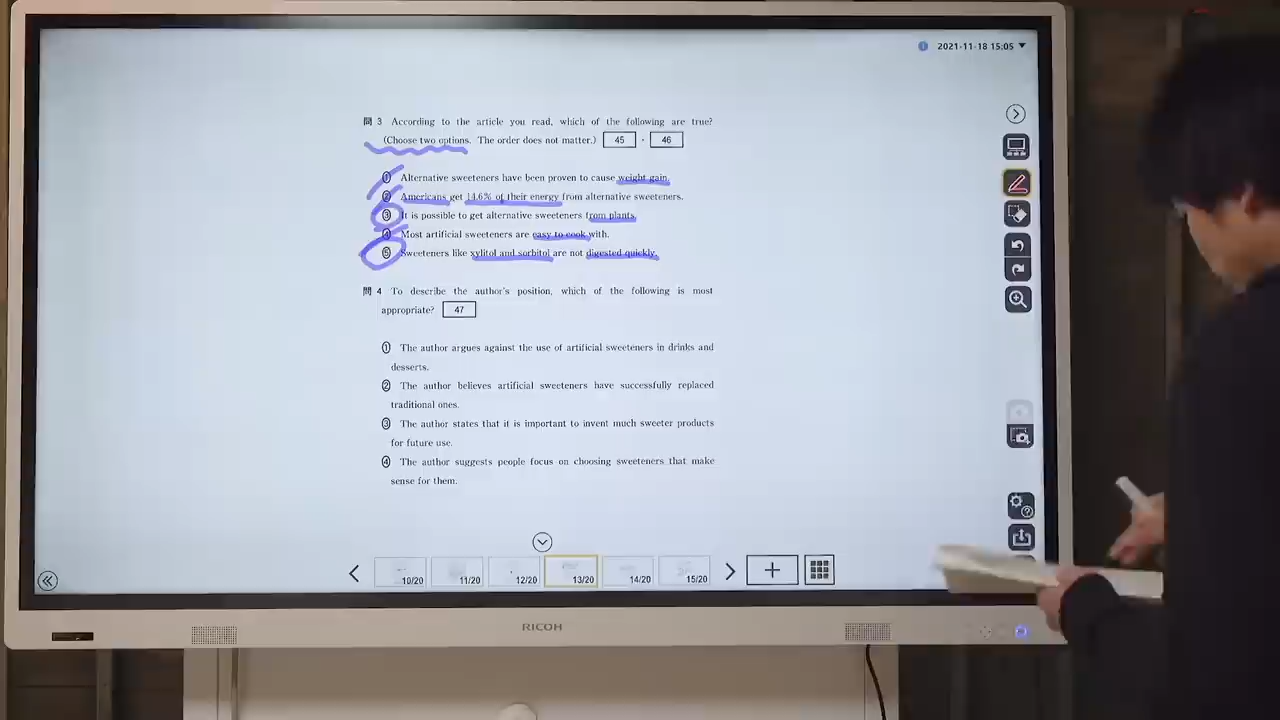 2021-11-18 15:05 ▼
問 3 According to the article you read, which of the following are true?
(Choose two options. The order does not matter.) 45 · 46
① Alternative sweeteners have been proven to cause weight gain.
② Americans get 14.6% of their energy from alternative sweeteners.
③ It is possible to get alternative sweeteners from plants.
④ Most artificial sweeteners are easy to cook with.
⑤ Sweeteners like xylitol and sorbitol are not digested quickly.
問 4 To describe the author's position, which of the following is most
appropriate? 47
① The author argues against the use of artificial sweeteners in drinks and
desserts.
② The author believes artificial sweeteners have successfully replaced
traditional ones.
③ The author states that it is important to invent much sweeter products
for future use.
④ The author suggests people focus on choosing sweeteners that make
sense for them.
10/20 11/20 12/20 13/20 14/20 15/20
RICOH